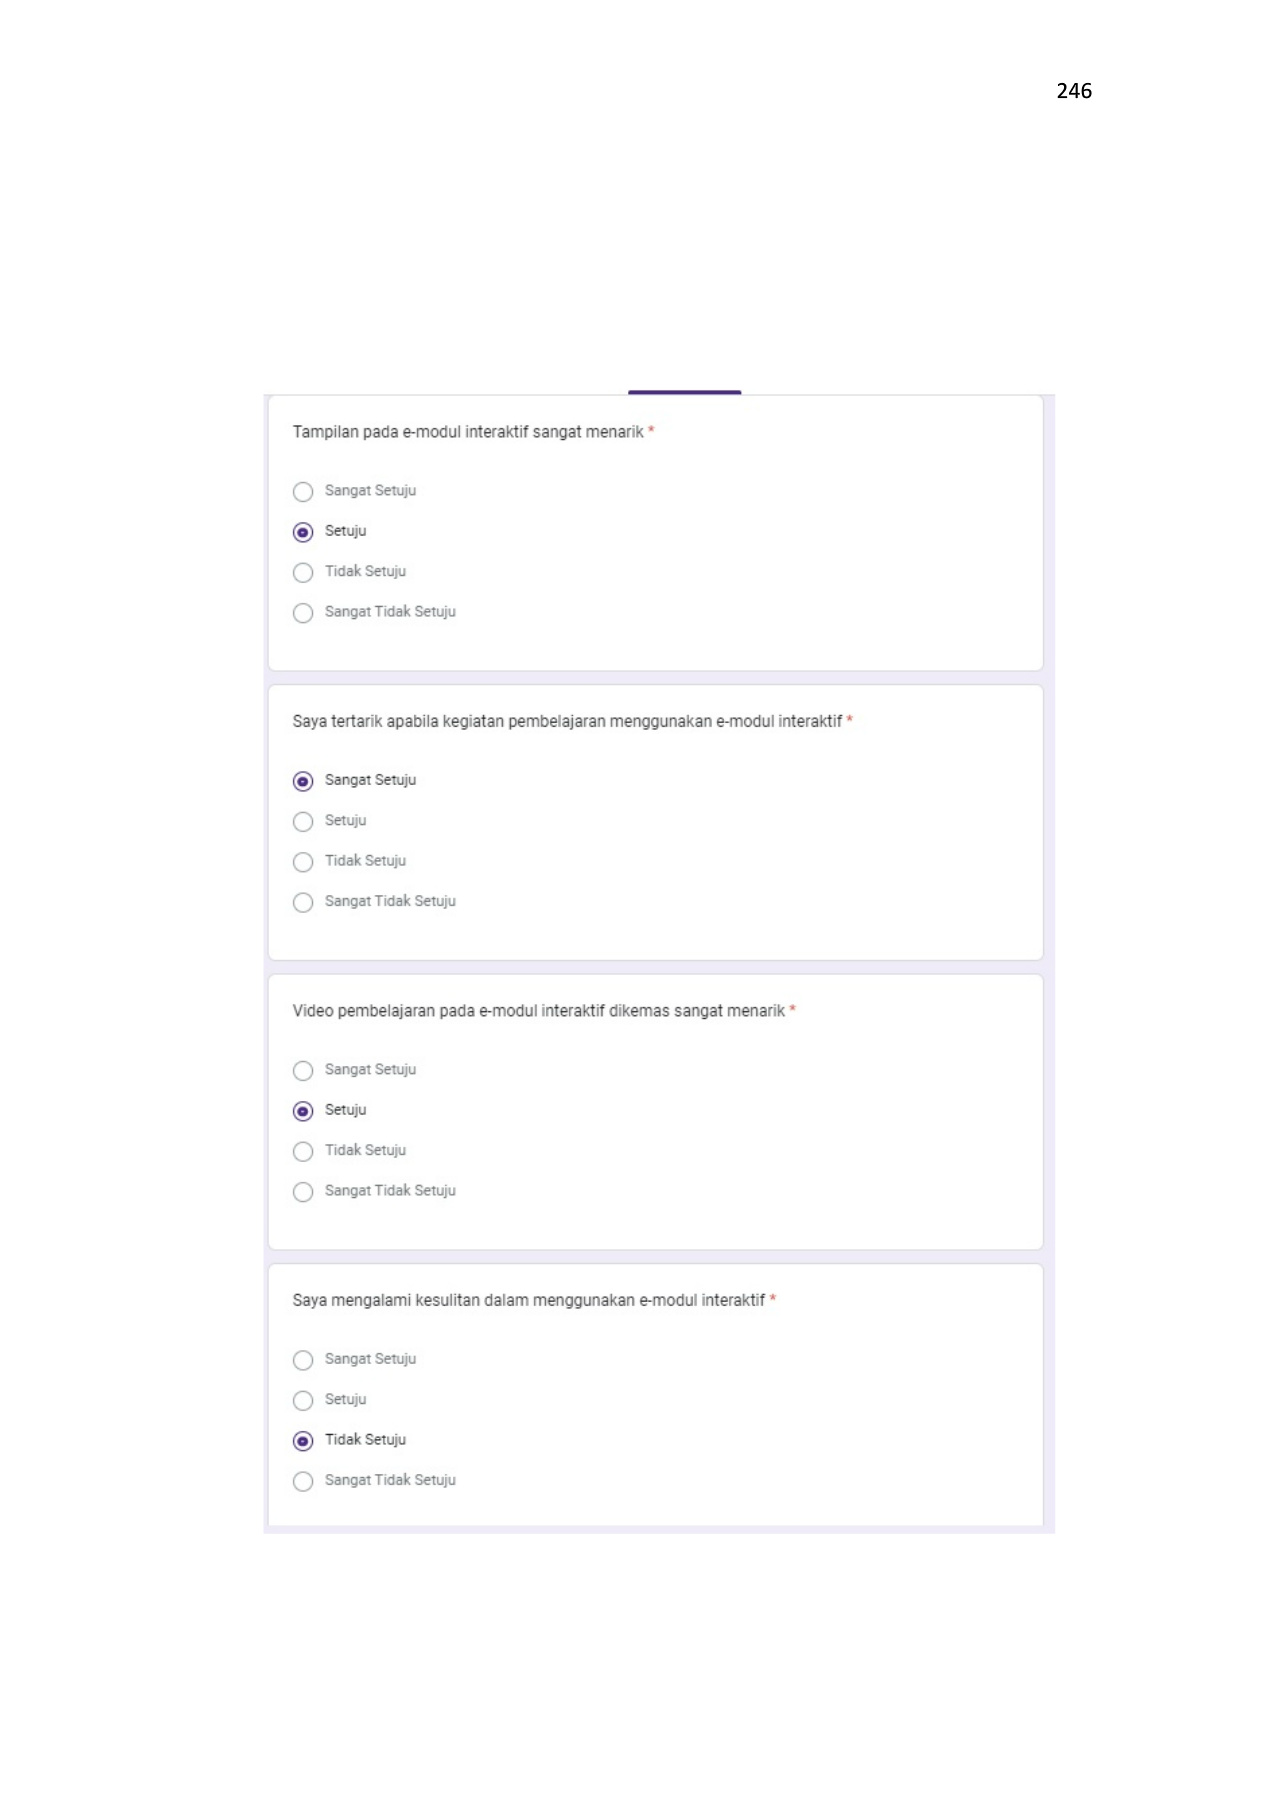 246
Tampilan pada e-modul interaktif sangat menarik *
Sangat Setuju
Setuju
Tidak Setuju
Sangat Tidak Setuju
Saya tertarik apabila kegiatan pembelajaran menggunakan e-modul interaktif *
Sangat Setuju
Setuju
Tidak Setuju
Sangat Tidak Setuju
Video pembelajaran pada e-modul interaktif dikemas sangat menarik *
Sangat Setuju
Setuju
Tidak Setuju
Sangat Tidak Setuju
Saya mengalami kesulitan dalam menggunakan e-modul interaktif *
Sangat Setuju
Setuju
Tidak Setuju
Sangat Tidak Setuju